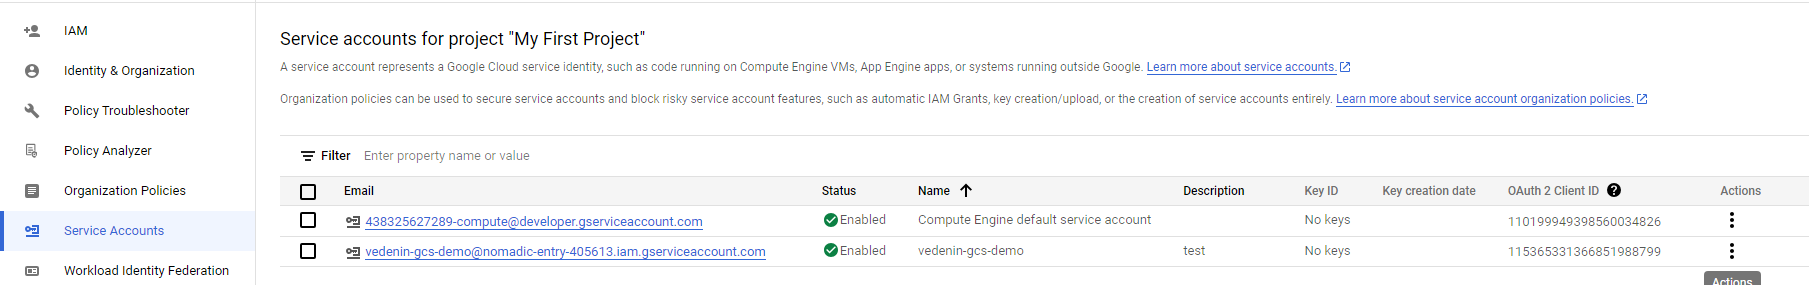 IAM
Identity & Organization
Policy Troubleshooter
Policy Analyzer
Organization Policies
Service Accounts
Workload Identity Federation
Service accounts for project "My First Project"
A service account represents a Google Cloud service identity, such as code running on Compute Engine VMs, App Engine apps, or systems running outside Google. Learn more about service accounts.
Organization policies can be used to secure service accounts and block risky service account features, such as automatic IAM Grants, key creation/upload, or the creation of service accounts entirely. Learn more about service account organization policies.
Filter Enter property name or value
Email Status Name Description Key ID Key creation date OAuth 2 Client ID Actions
438325627289-compute@developer.gserviceaccount.com Enabled Compute Engine default service account No keys 110199949398560034826
vedenin-gcs-demo@nomadic-entry-405613.iam.gserviceaccount.com Enabled vedenin-gcs-demo test No keys 115365331366851988799
Actions